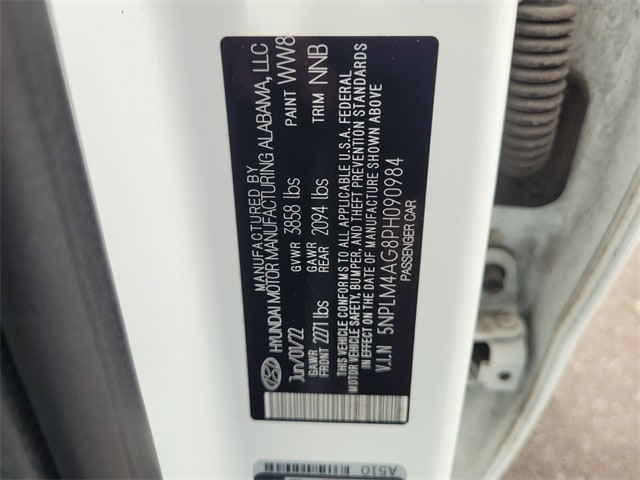 MANUFACTURED BY
HYUNDAI MOTOR MANUFACTURING ALABAMA, LLC
Jun/01/22 GVWR 3858 lbs PAINT WW8
GAWR FRONT 2271 lbs GAWR REAR 2094 lbs TRIM NNB
THIS VEHICLE CONFORMS TO ALL APPLICABLE U.S.A. FEDERAL
MOTOR VEHICLE SAFETY, BUMPER, AND THEFT PREVENTION STANDARDS
IN EFFECT ON THE DATE OF MANUFACTURE SHOWN ABOVE
V.I.N 5NPLM4AG8PH090984
PASSENGER CAR
A510